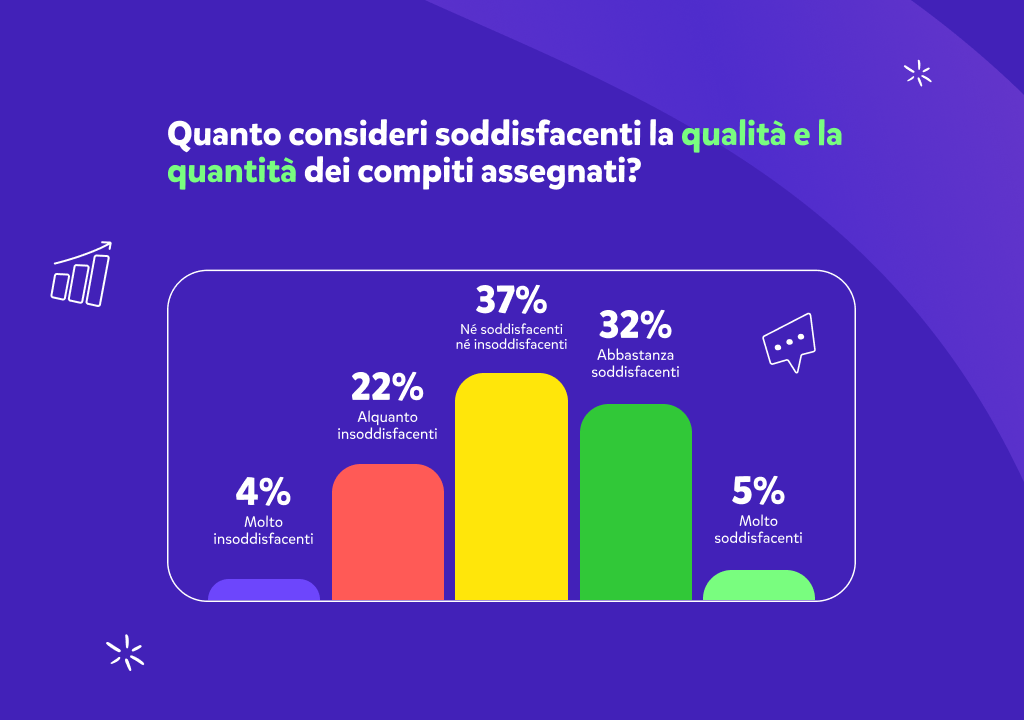 Quanto consideri soddisfacenti la qualità e la
quantità dei compiti assegnati?
4%
Molto
insoddisfacenti
22%
Alquanto
insoddisfacenti
37%
Né soddisfacenti
né insoddisfacenti
32%
Abbastanza
soddisfacenti
5%
Molto
soddisfacenti